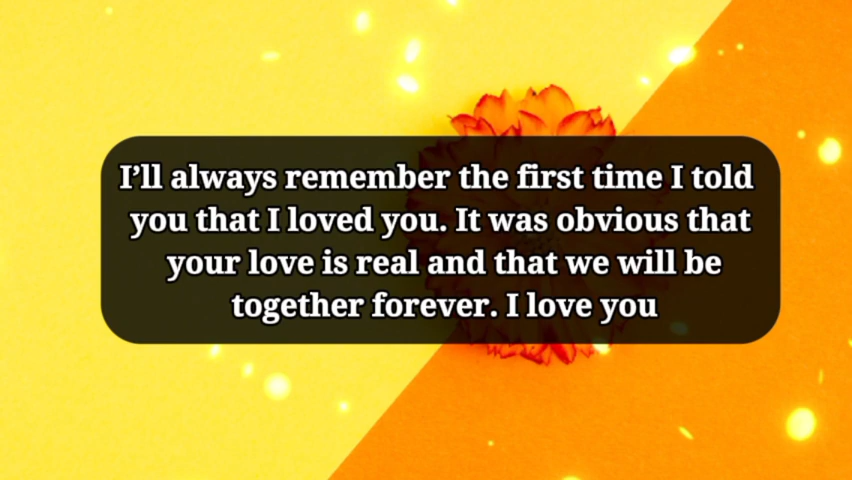 I’ll always remember the first time I told
you that I loved you. It was obvious that
your love is real and that we will be
together forever. I love you